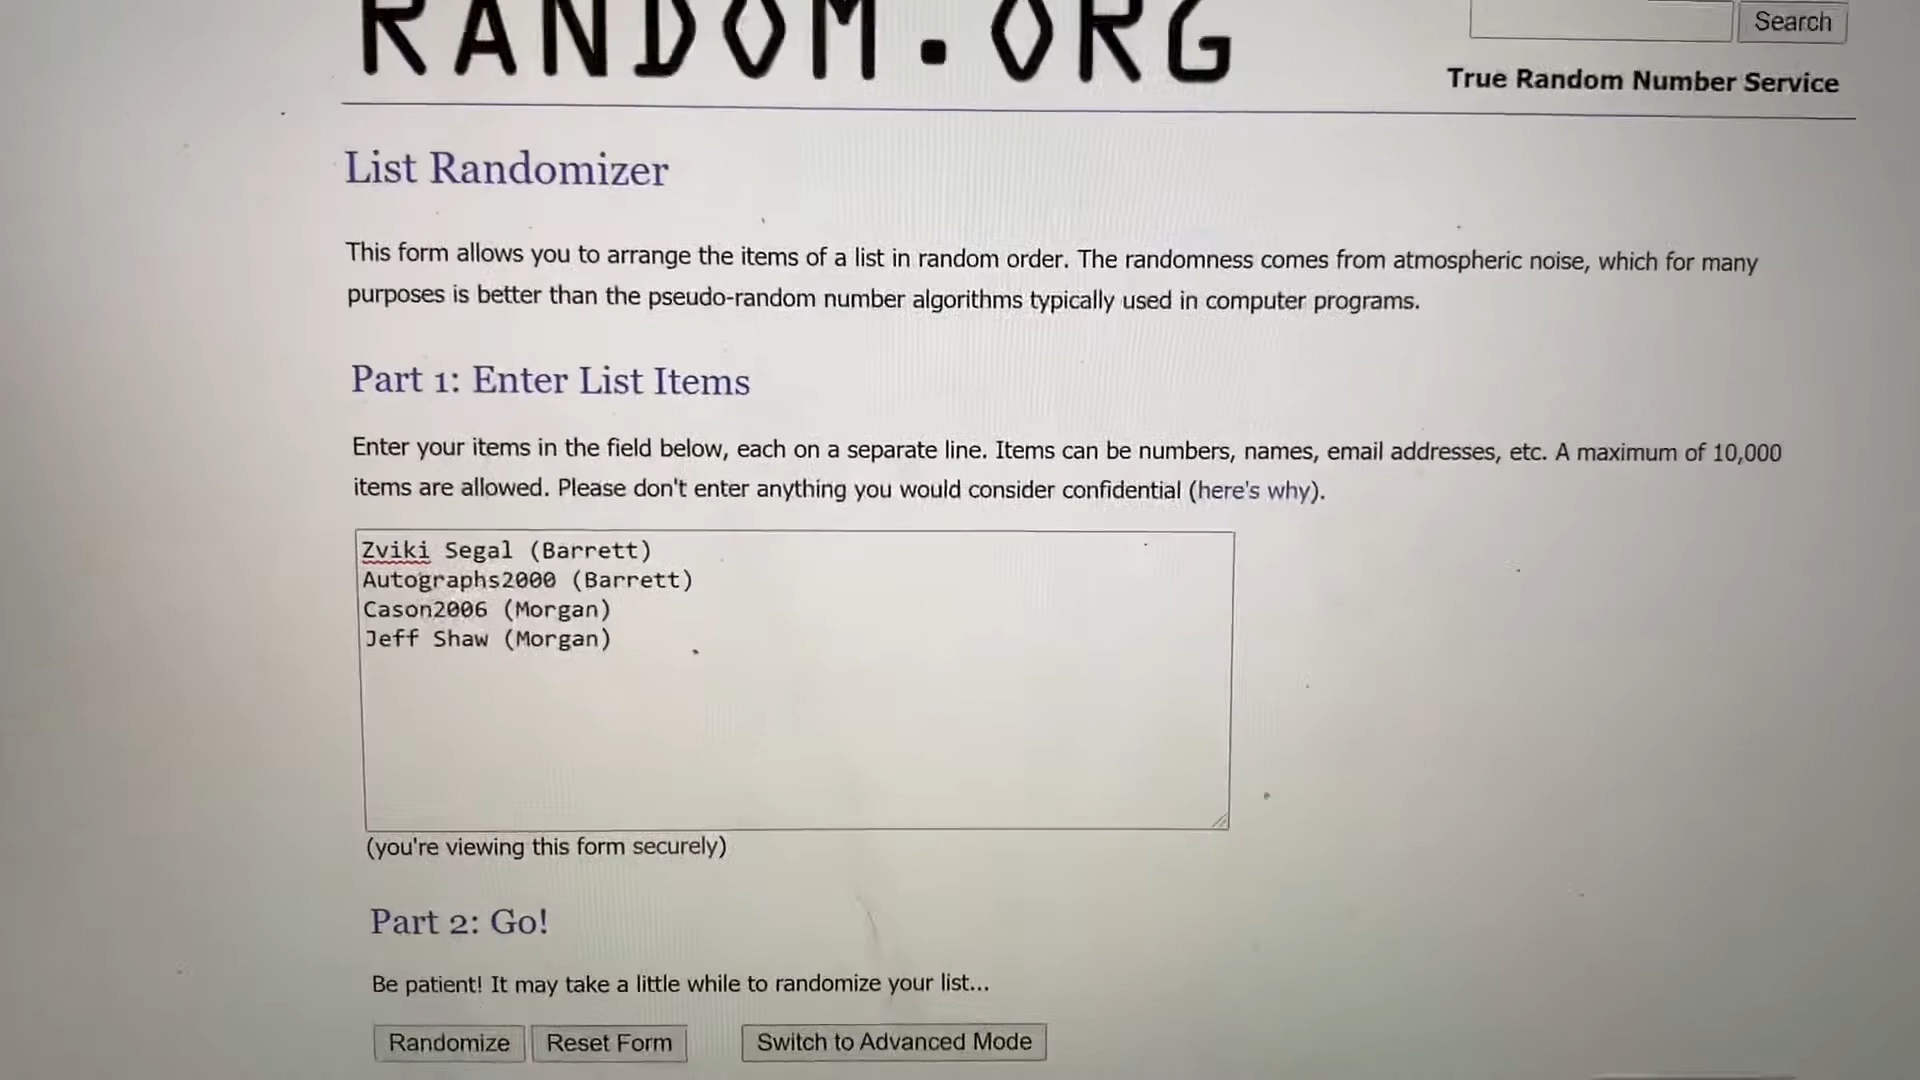 RANDOM.ORG
Search
True Random Number Service
List Randomizer
This form allows you to arrange the items of a list in random order. The randomness comes from atmospheric noise, which for many
purposes is better than the pseudo-random number algorithms typically used in computer programs.
Part 1: Enter List Items
Enter your items in the field below, each on a separate line. Items can be numbers, names, email addresses, etc. A maximum of 10,000
items are allowed. Please don't enter anything you would consider confidential (here's why).
Zviki Segal (Barrett)
Autographs2000 (Barrett)
Cason2006 (Morgan)
Jeff Shaw (Morgan)
(you're viewing this form securely)
Part 2: Go!
Be patient! It may take a little while to randomize your list...
Randomize
Reset Form
Switch to Advanced Mode